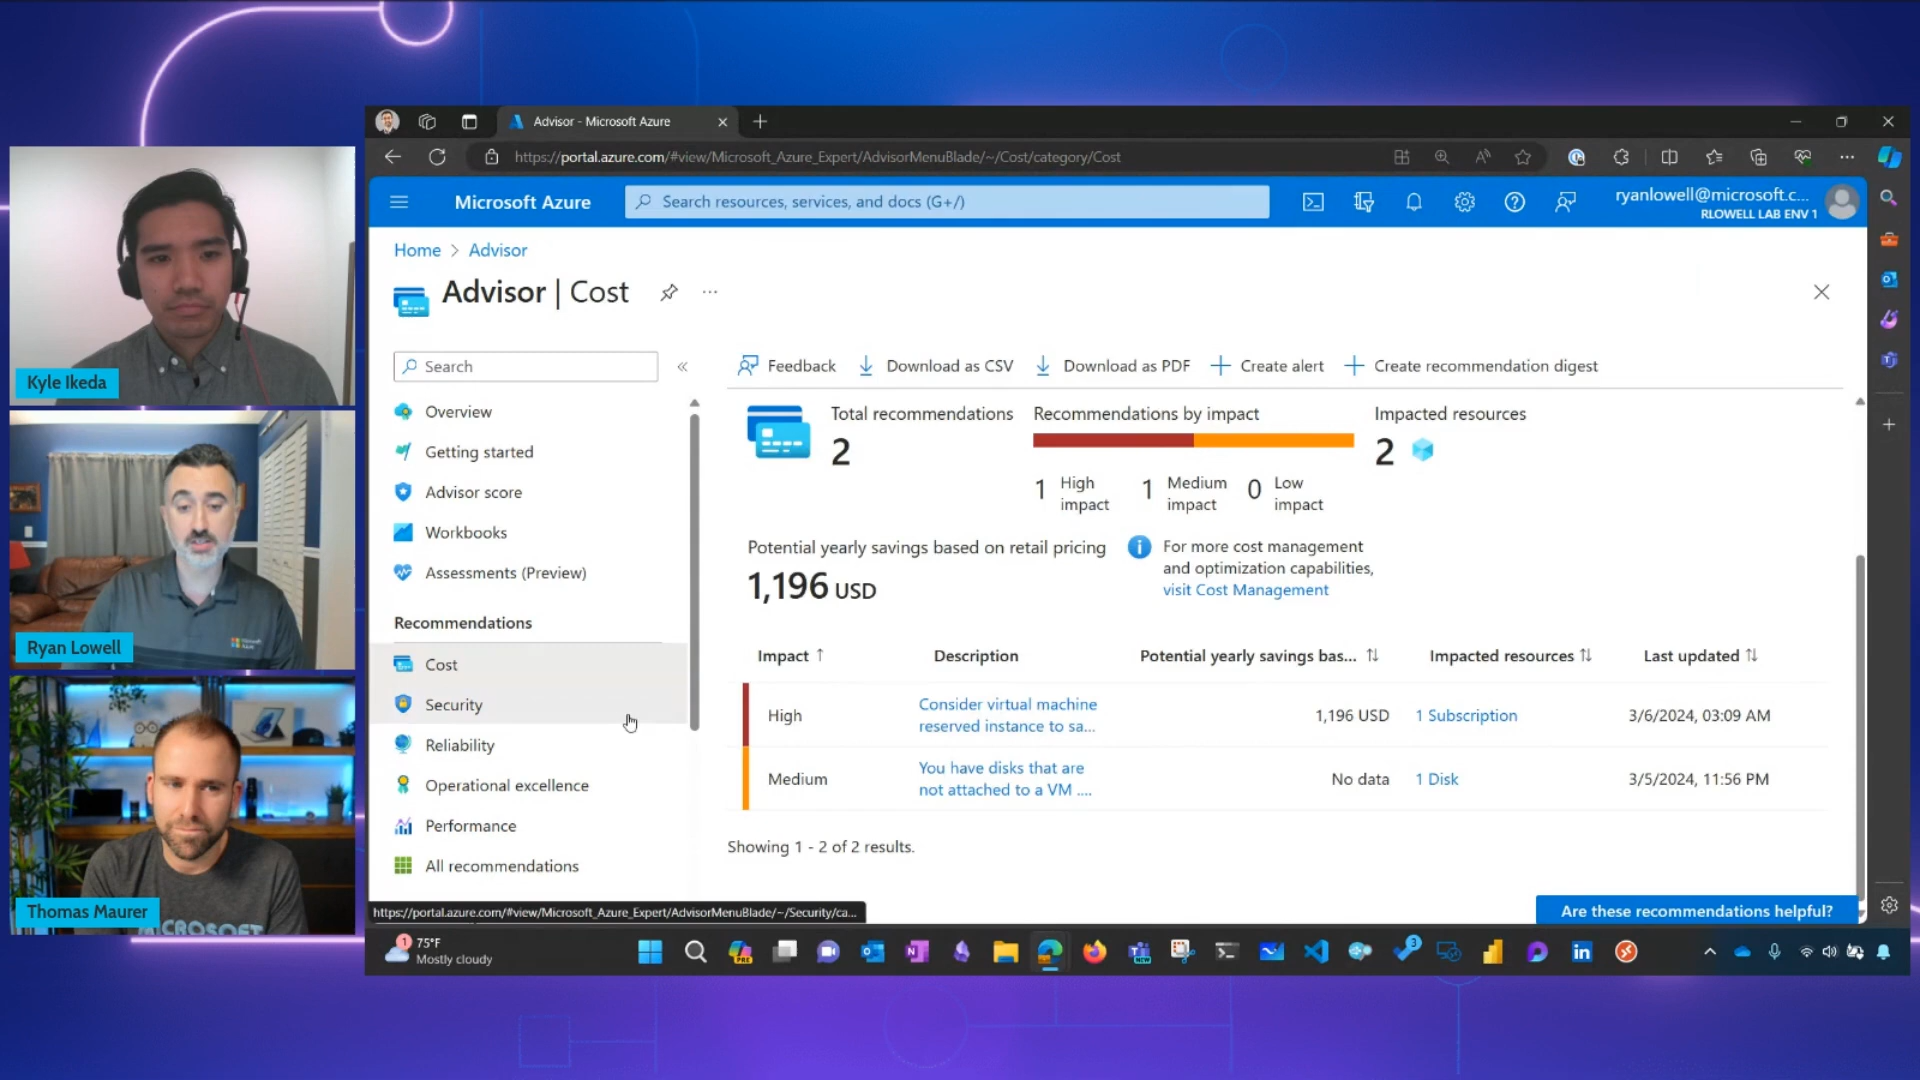 Kyle Ikeda
Ryan Lowell
Thomas Maurer
Advisor - Microsoft Azure
https://portal.azure.com/#view/Microsoft_Azure_Expert/AdvisorMenuBlade/~/Cost/category/Cost
Microsoft Azure
Search resources, services, and docs (G+/)
ryanlowell@microsoft.c...
RLOWELL LAB ENV 1
Home > Advisor
Advisor | Cost
Search
Overview
Getting started
Advisor score
Workbooks
Assessments (Preview)
Recommendations
Cost
Security
Reliability
Operational excellence
Performance
All recommendations
https://portal.azure.com/#view/Microsoft_Azure_Expert/AdvisorMenuBlade/~/Security/ca...
Feedback
Download as CSV
Download as PDF
Create alert
Create recommendation digest
Total recommendations
2
Recommendations by impact
1 High impact
1 Medium impact
0 Low impact
Impacted resources
2
Potential yearly savings based on retail pricing
1,196 USD
For more cost management
and optimization capabilities,
visit Cost Management
Impact ↑ Description Potential yearly savings bas... Impacted resources Last updated
High Consider virtual machine reserved instance to sa... 1,196 USD 1 Subscription 3/6/2024, 03:09 AM
Medium You have disks that are not attached to a VM .... No data 1 Disk 3/5/2024, 11:56 PM
Showing 1 - 2 of 2 results.
Are these recommendations helpful?
1
75°F
Mostly cloudy
PRE
NEW
3